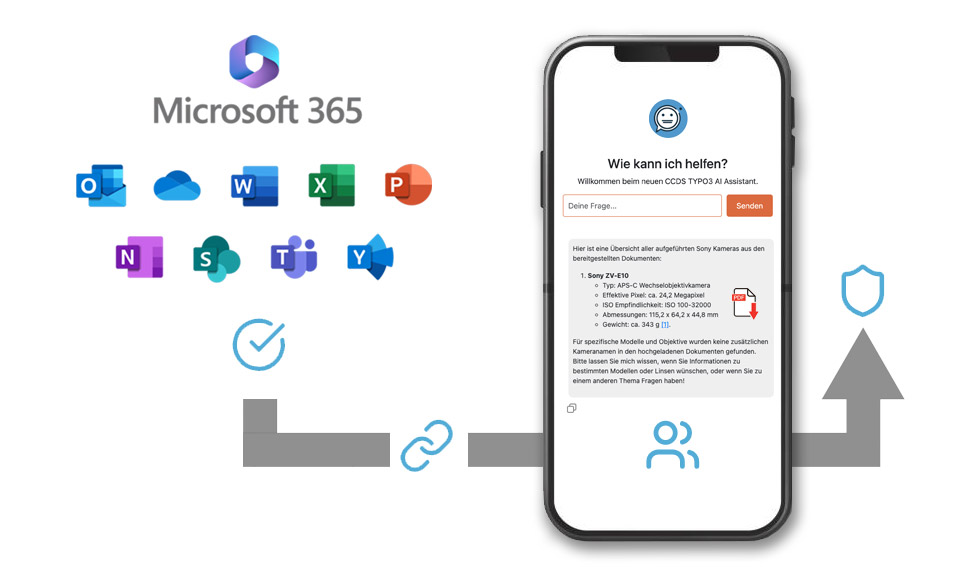 Microsoft 365
O
W
X
P
N
S
T
Y
Wie kann ich helfen?
Willkommen beim neuen CCDS TYPO3 AI Assistant.
Deine Frage...
Senden
Hier ist eine Übersicht aller aufgeführten Sony Kameras aus den
bereitgestellten Dokumenten:
1. Sony ZV-E10
Typ: APS-C Wechselobjektivkamera
Effektive Pixel: ca. 24,2 Megapixel
ISO Empfindlichkeit: ISO 100-32000
Abmessungen: 115,2 x 64,2 x 44,8 mm
Gewicht: ca. 343 g [1].
PDF
Für spezifische Modelle und Objektive wurden keine zusätzlichen
Kameranamen in den hochgeladenen Dokumenten gefunden.
Bitte lassen Sie mich wissen, wenn Sie Informationen zu
bestimmten Modellen oder Linsen wünschen, oder wenn Sie zu
einem anderen Thema Fragen haben!